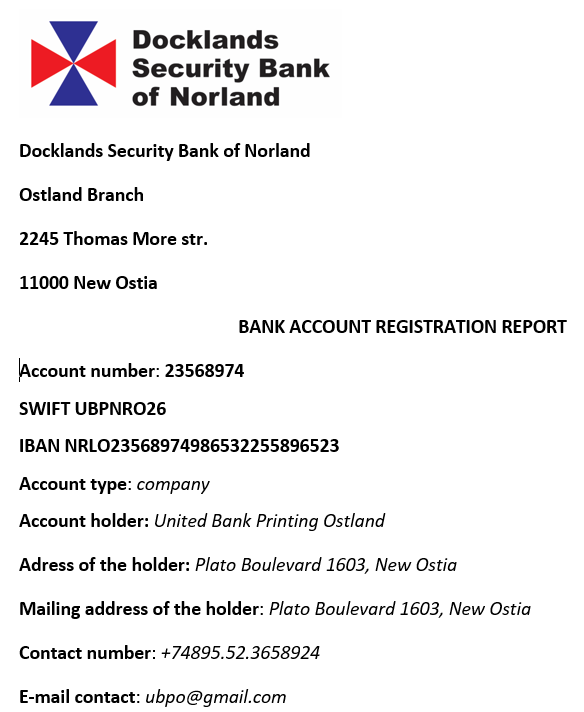 Docklands
Security Bank
of Norland
Docklands Security Bank of Norland
Ostland Branch
2245 Thomas More str.
11000 New Ostia
BANK ACCOUNT REGISTRATION REPORT
Account number: 23568974
SWIFT UBPNRO26
IBAN NRLO23568974986532255896523
Account type: company
Account holder: United Bank Printing Ostland
Adress of the holder: Plato Boulevard 1603, New Ostia
Mailing address of the holder: Plato Boulevard 1603, New Ostia
Contact number: +74895.52.3658924
E-mail contact: ubpo@gmail.com